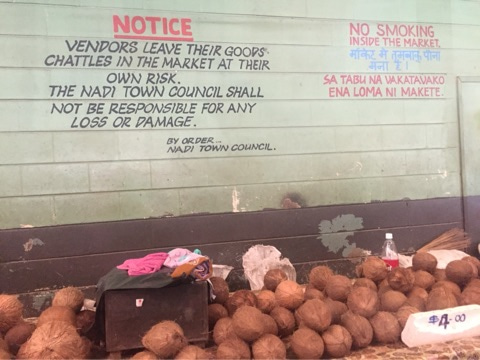 NOTICE
VENDORS LEAVE THEIR GOODS
CHATTLES IN THE MARKET AT THEIR
OWN RISK.
THE NADI TOWN COUNCIL SHALL
NOT BE RESPONSIBLE FOR ANY
LOSS OR DAMAGE.
BY ORDER...
NADI TOWN COUNCIL.
NO SMOKING
INSIDE THE MARKET.
मार्किट में तम्बाकू पीना
मना है!
SA TABU NA VAKATAVAKO
ENA LOMA NI MAKETE.
$4.00